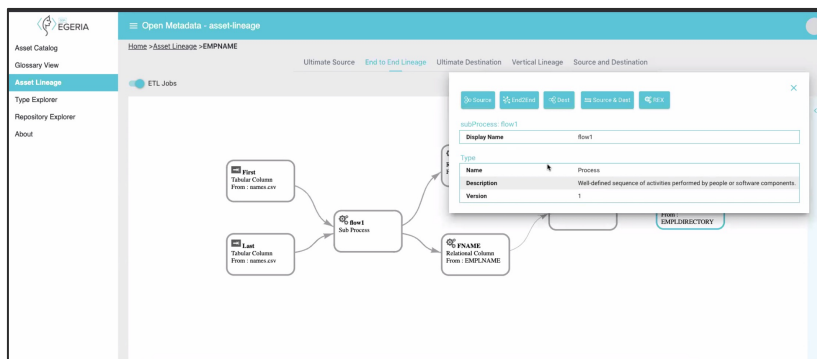 EGERIA
Open Metadata - asset-lineage
Asset Catalog
Glossary View
Asset Lineage
Type Explorer
Repository Explorer
About
Home >Asset Lineage >EMPNAME
Ultimate Source End to End Lineage Ultimate Destination Vertical Lineage Source and Destination
ETL Jobs
Source
End2End
Dest
Source & Dest
REX
subProcess: flow1
Display Name flow1
Type
Name Process
Description Well-defined sequence of activities performed by people or software components.
Version 1
First
Tabular Column
From : names.csv
flow1
Sub Process
Last
Tabular Column
From : names.csv
FNAME
Relational Column
From : EMPLNAME
From :
EMPLDIRECTORY